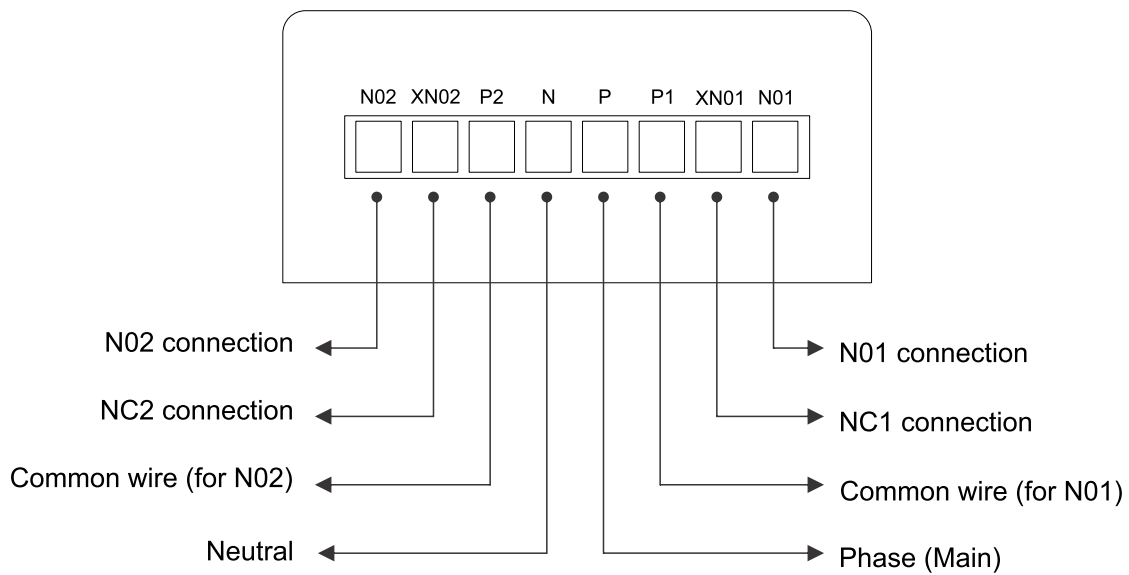 N02 XN02 P2 N P P1 XN01 N01
N02 connection
N01 connection
NC2 connection
NC1 connection
Common wire (for N02)
Common wire (for N01)
Neutral
Phase (Main)